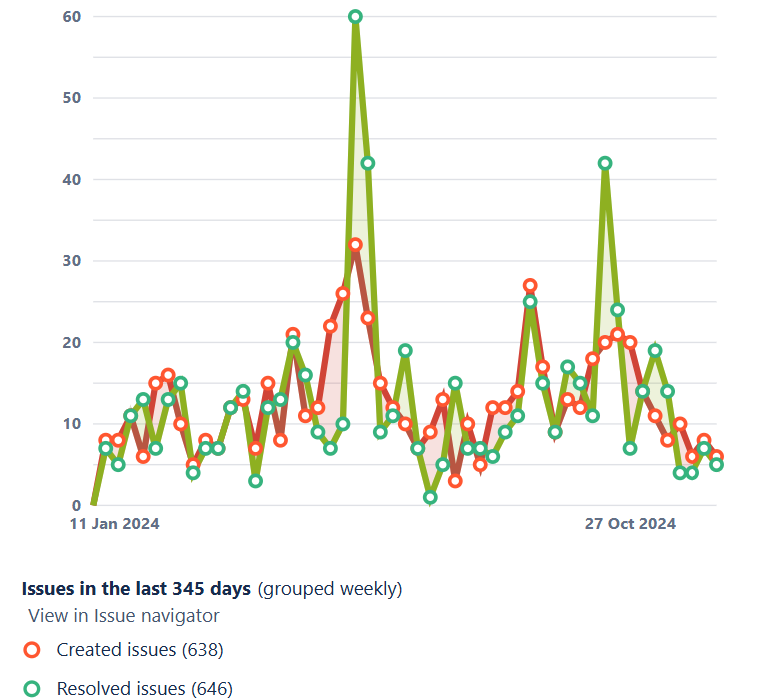 60
50
40
30
20
10
0
11 Jan 2024 27 Oct 2024
Issues in the last 345 days (grouped weekly)
View in Issue navigator
Created issues (638)
Resolved issues (646)